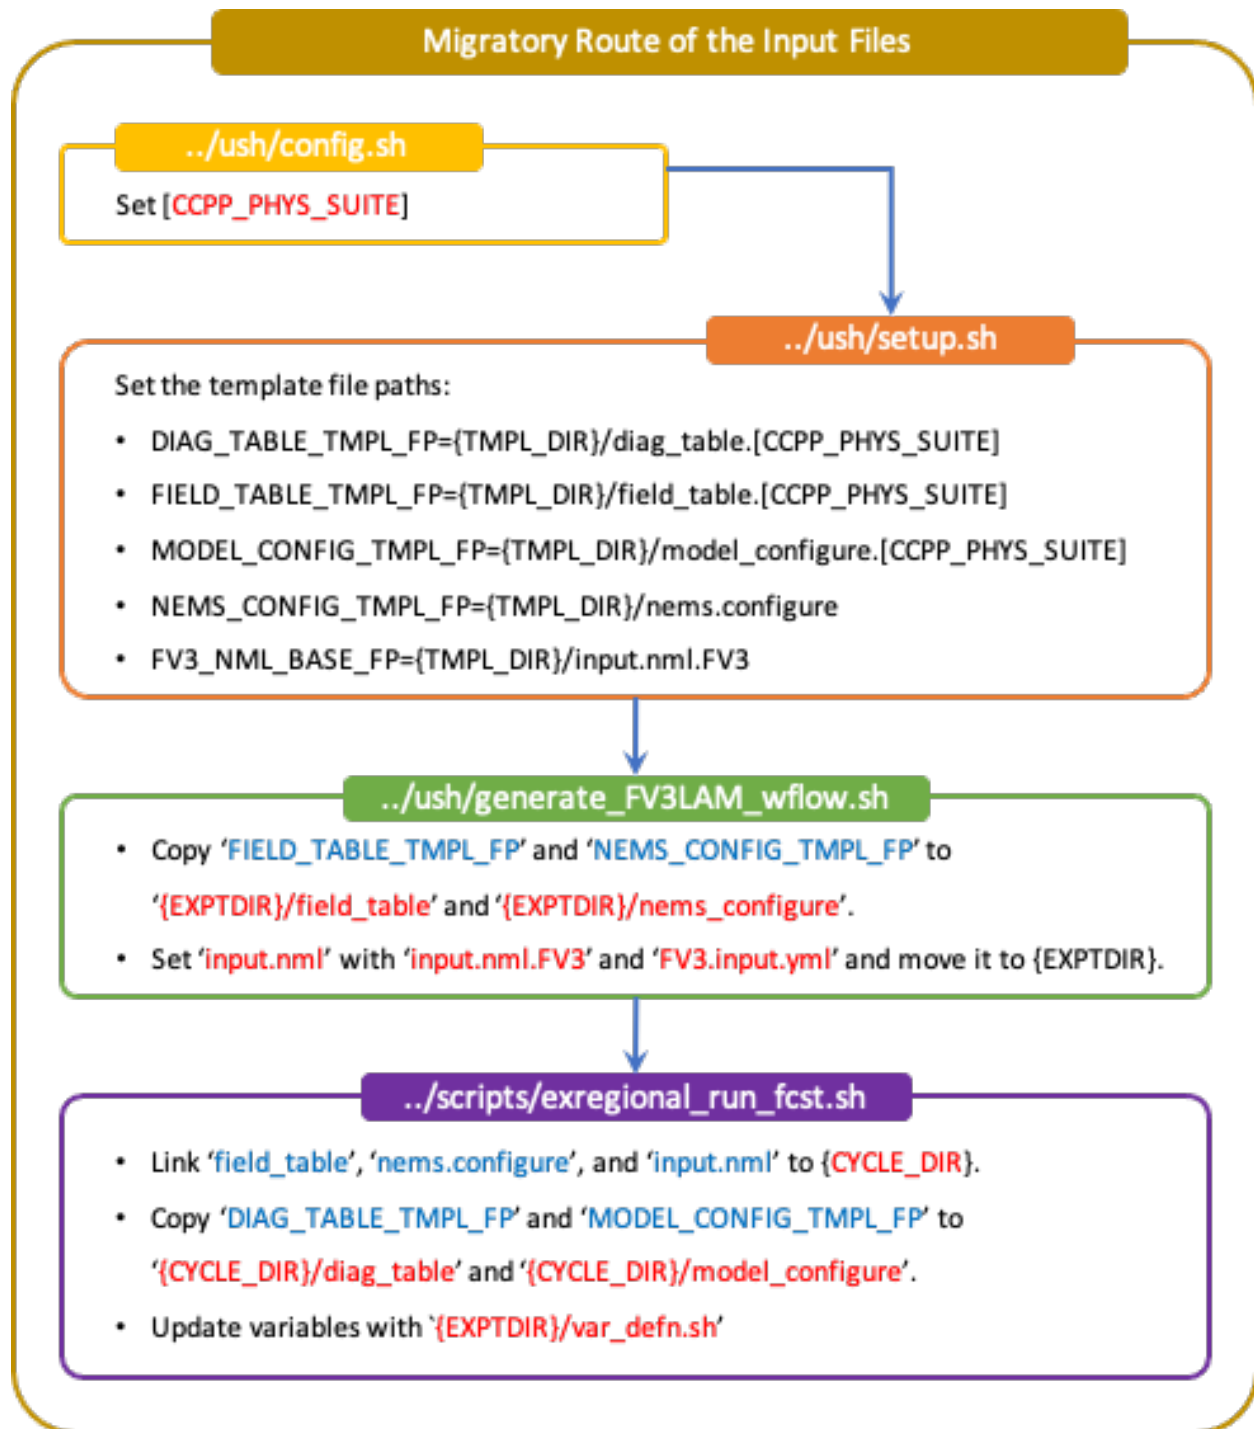 Migratory Route of the Input Files
../ush/config.sh
Set [CCPP_PHYS_SUITE]
../ush/setup.sh
Set the template file paths:
• DIAG_TABLE_TMPL_FP={TMPL_DIR}/diag_table.[CCPP_PHYS_SUITE]
• FIELD_TABLE_TMPL_FP={TMPL_DIR}/field_table.[CCPP_PHYS_SUITE]
• MODEL_CONFIG_TMPL_FP={TMPL_DIR}/model_configure.[CCPP_PHYS_SUITE]
• NEMS_CONFIG_TMPL_FP={TMPL_DIR}/nems.configure
• FV3_NML_BASE_FP={TMPL_DIR}/input.nml.FV3
../ush/generate_FV3LAM_wflow.sh
• Copy ‘FIELD_TABLE_TMPL_FP’ and ‘NEMS_CONFIG_TMPL_FP’ to
‘{EXPTDIR}/field_table’ and ‘{EXPTDIR}/nems_configure’.
• Set ‘input.nml’ with ‘input.nml.FV3’ and ‘FV3.input.yml’ and move it to {EXPTDIR}.
../scripts/exregional_run_fcst.sh
• Link ‘field_table’, ‘nems.configure’, and ‘input.nml’ to {CYCLE_DIR}.
• Copy ‘DIAG_TABLE_TMPL_FP’ and ‘MODEL_CONFIG_TMPL_FP’ to
‘{CYCLE_DIR}/diag_table’ and ‘{CYCLE_DIR}/model_configure’.
• Update variables with `{EXPTDIR}/var_defn.sh’